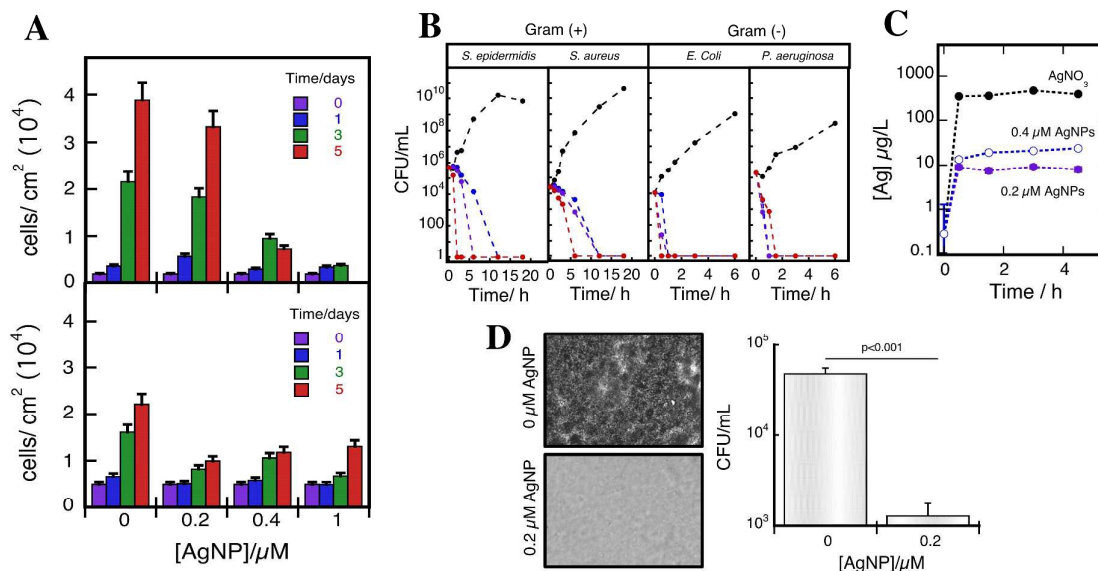 A
Time/days
0
1
3
5
cells/ cm² (10⁴)
4
3
2
1
0
Time/days
0
1
3
5
cells/ cm² (10⁴)
4
3
2
1
0
0 0.2 0.4 1
[AgNP]/µM
B
Gram (+) Gram (-)
S. epidermidis S. aureus E. Coli P. aeruginosa
CFU/mL
10¹⁰
10⁸
10⁶
10⁴
100
1
0 5 10 15 20 0 5 10 15 20 0 2 4 6 0 2 4 6
Time/ h Time/ h Time/ h Time/ h
C
[Ag] µg/L
1000
100
10
1
0.1
AgNO₃
0.4 µM AgNPs
0.2 µM AgNPs
0 2 4
Time / h
D
0 µM AgNP
0.2 µM AgNP
CFU/mL
10⁵
10⁴
10³
p<0.001
0 0.2
[AgNP]/µM